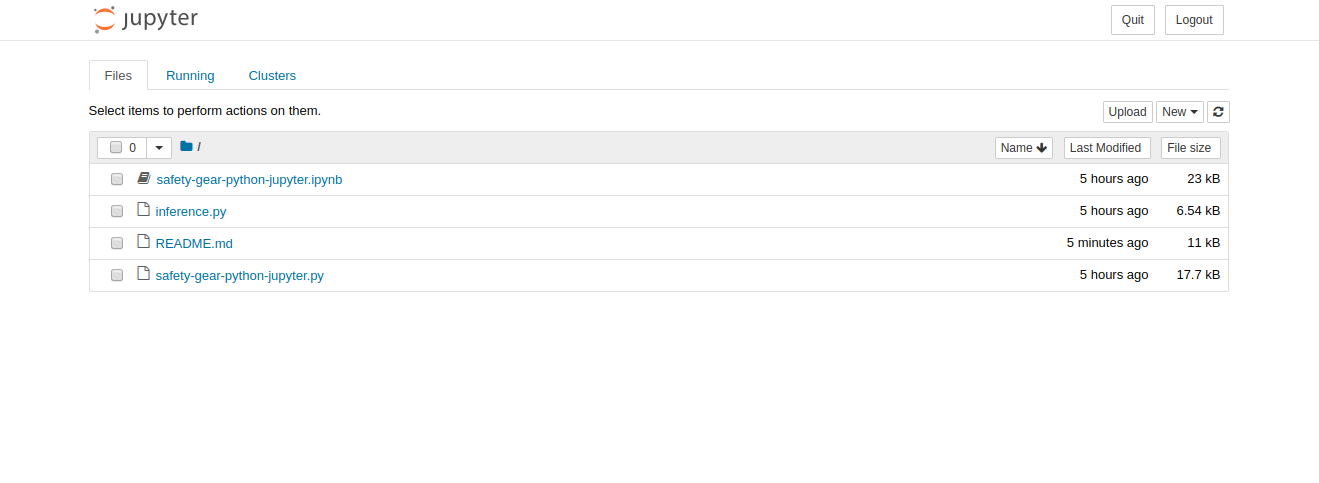 jupyter Quit Logout
Files Running Clusters
Select items to perform actions on them. Upload New
0 / Name Last Modified File size
safety-gear-python-jupyter.ipynb 5 hours ago 23 kB
inference.py 5 hours ago 6.54 kB
README.md 5 minutes ago 11 kB
safety-gear-python-jupyter.py 5 hours ago 17.7 kB